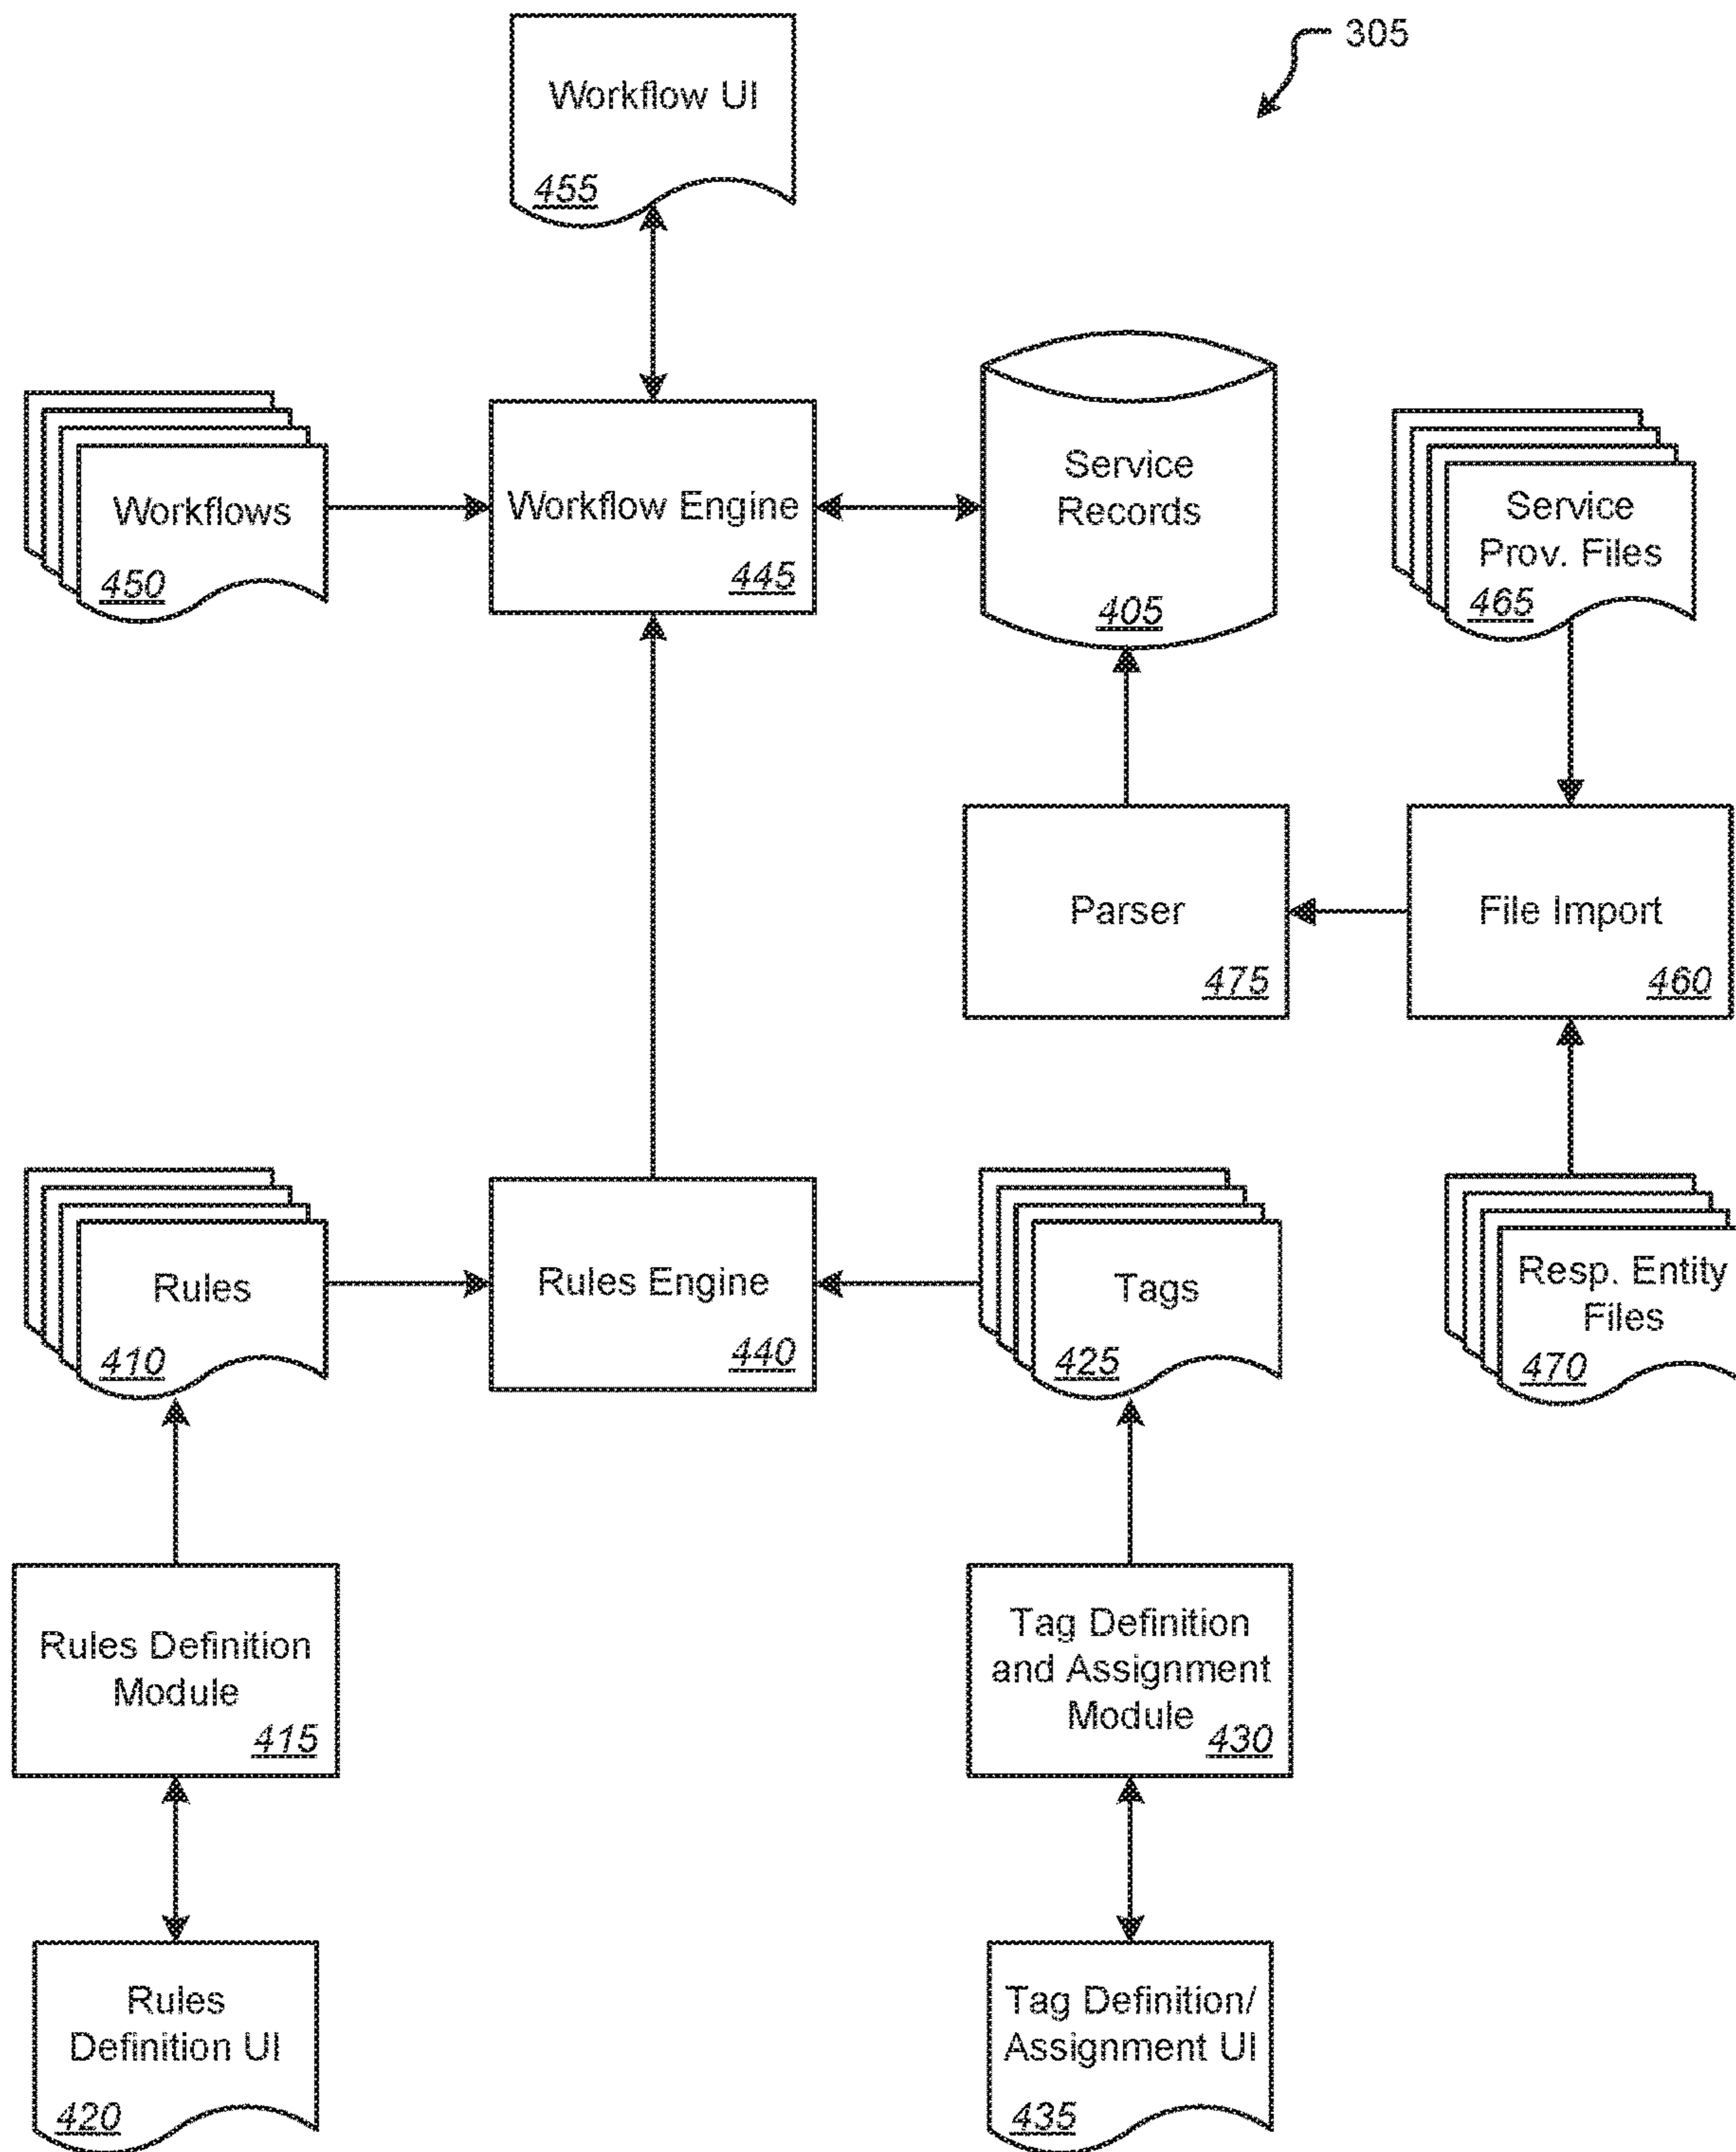 305
Workflow UI
455
Workflows
450
Workflow Engine
445
Service
Records
405
Service
Prov. Files
465
Parser
475
File Import
460
Rules
410
Rules Engine
440
Tags
425
Resp. Entity
Files
470
Rules Definition
Module
415
Tag Definition
and Assignment
Module
430
Rules
Definition UI
420
Tag Definition/
Assignment UI
435